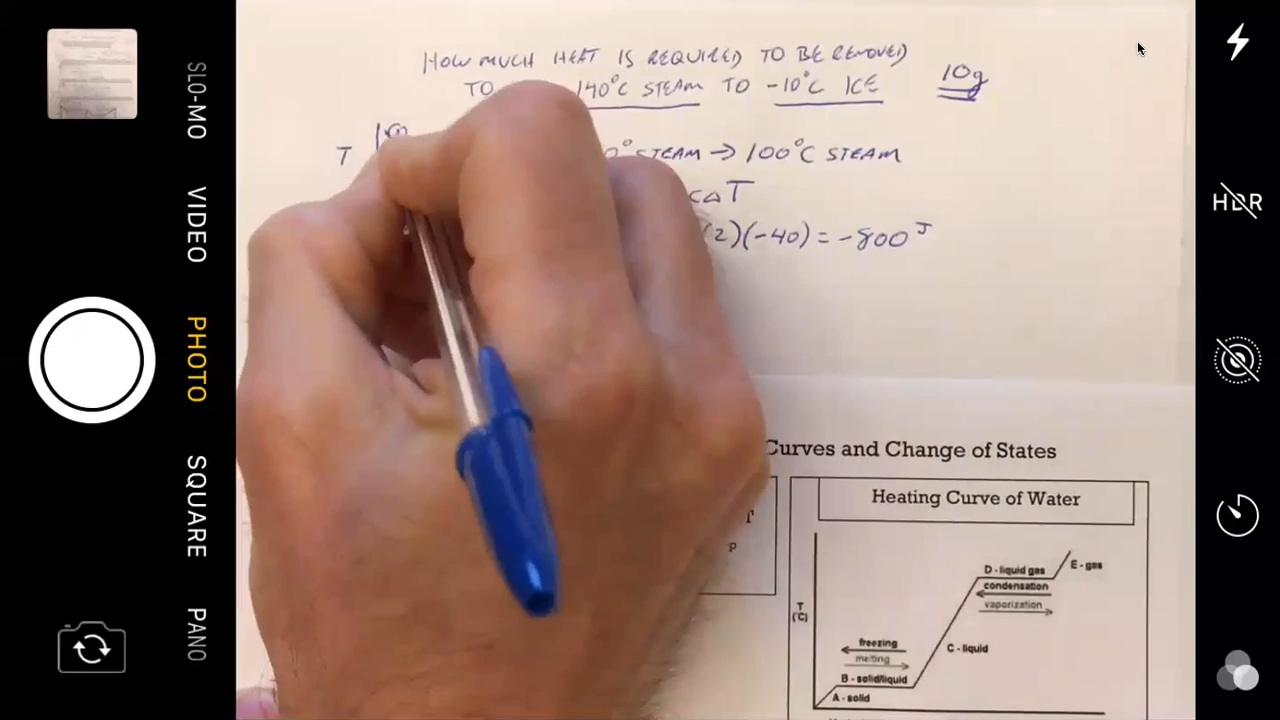 SLO-MO
VIDEO
PHOTO
SQUARE
PANO
HDR
HOW MUCH HEAT IS REQUIRED TO BE REMOVED
TO 140°C STEAM TO -10°C ICE
10g
T
STEAM → 100°C STEAM
C△T
(2)(-40) = -800 J
Curves and Change of States
Heating Curve of Water
T
(°C)
D - liquid gas
E - gas
condensation
vaporization
freezing
melting
C - liquid
B - solid/liquid
A - solid